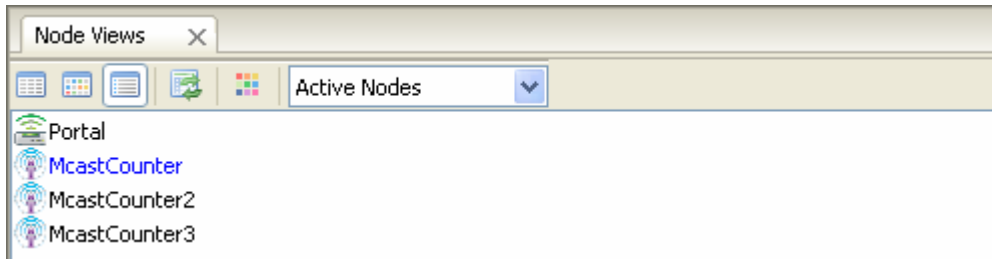 Node Views
Active Nodes
Portal
McastCounter
McastCounter2
McastCounter3